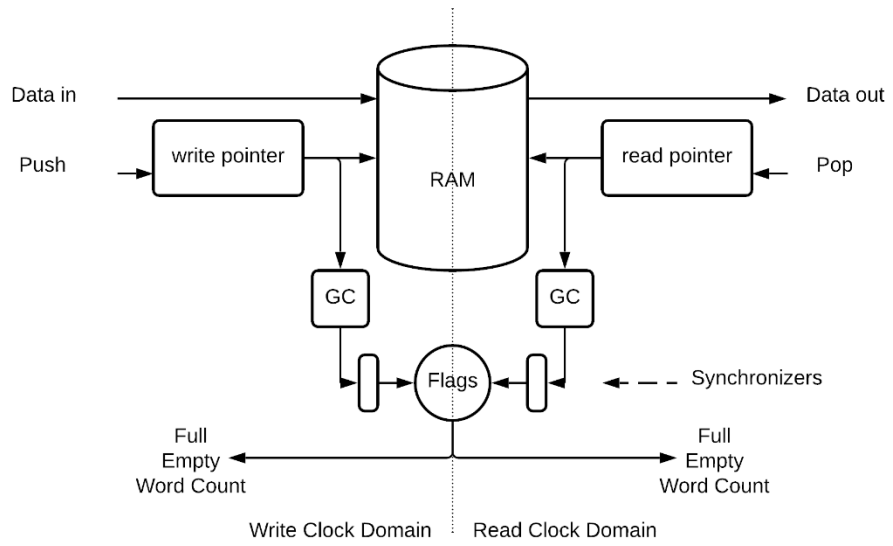 Data in
Data out
Push
write pointer
RAM
read pointer
Pop
GC
GC
Flags
Synchronizers
Full
Empty
Word Count
Full
Empty
Word Count
Write Clock Domain
Read Clock Domain